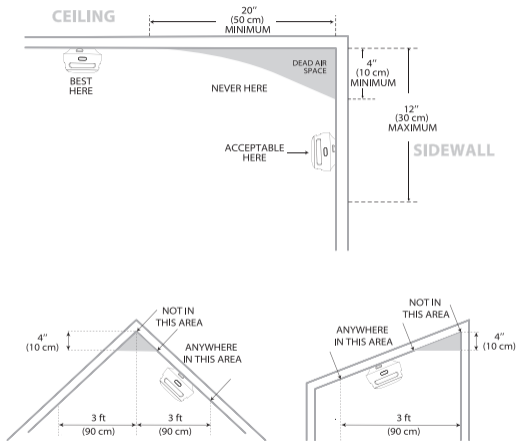 CEILING
20"
(50 cm)
MINIMUM
DEAD AIR
SPACE
4"
(10 cm)
MINIMUM
BEST
HERE
NEVER HERE
12"
(30 cm)
MAXIMUM
ACCEPTABLE
HERE
SIDEWALL
NOT IN
THIS AREA
4"
(10 cm)
ANYWHERE
IN THIS AREA
3 ft
(90 cm)
3 ft
(90 cm)
NOT IN
THIS AREA
ANYWHERE
IN THIS AREA
4"
(10 cm)
3 ft
(90 cm)